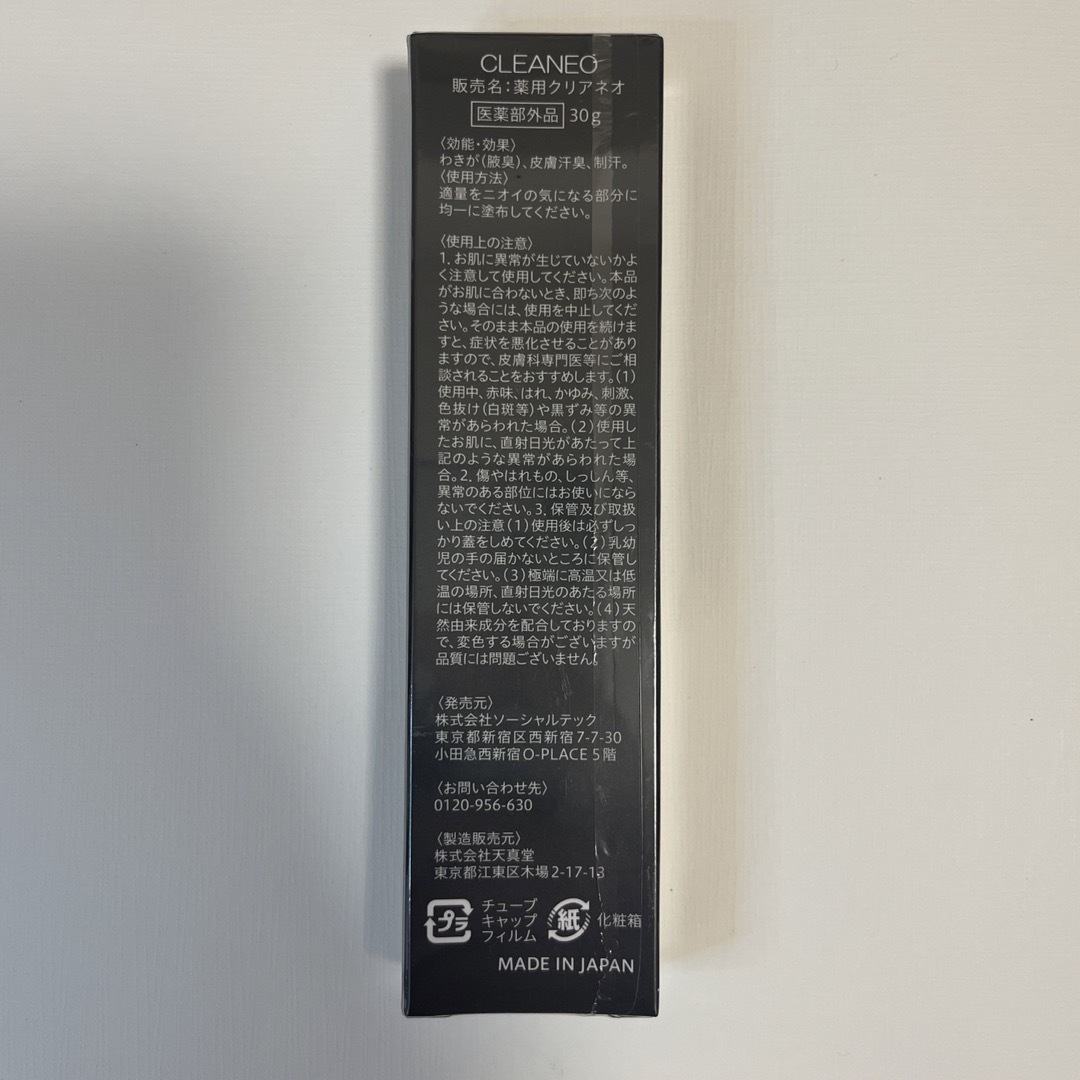 CLEANEO
販売名：薬用クリアネオ
医薬部外品 30g
〈効能・効果〉
わきが（腋臭）、皮膚汗臭、制汗。
〈使用方法〉
適量をニオイの気になる部分に
均一に塗布してください。
〈使用上の注意〉
1. お肌に異常が生じていないかよ
く注意して使用してください。本品
がお肌に合わないとき、即ち次のよ
うな場合には、使用を中止してくだ
さい。そのまま本品の使用を続けま
すと、症状を悪化させることがあり
ますので、皮膚科専門医等にご相
談されることをおすすめします。（1）
使用中、赤味、はれ、かゆみ、刺激、
色抜け（白斑等）や黒ずみ等の異
常があらわれた場合。（2）使用し
たお肌に、直射日光があたって上
記のような異常があらわれた場
合。2. 傷やはれもの、しっしん等、
異常のある部位にはお使いになら
ないでください。3. 保管及び取扱
い上の注意（1）使用後は必ずしっ
かり蓋をしめてください。（2）乳幼
児の手の届かないところに保管し
てください。（3）極端に高温又は低
温の場所、直射日光のあたる場所
には保管しないでください。（4）天
然由来成分を配合しておりますの
で、変色する場合がございますが
品質には問題ございません。
〈発売元〉
株式会社ソーシャルテック
東京都新宿区西新宿7-7-30
小田急西新宿O-PLACE 5階
〈お問い合わせ先〉
0120-956-630
〈製造販売元〉
株式会社天真堂
東京都江東区木場2-17-13
プラ チューブ
キャップ
フィルム
紙 化粧箱
MADE IN JAPAN